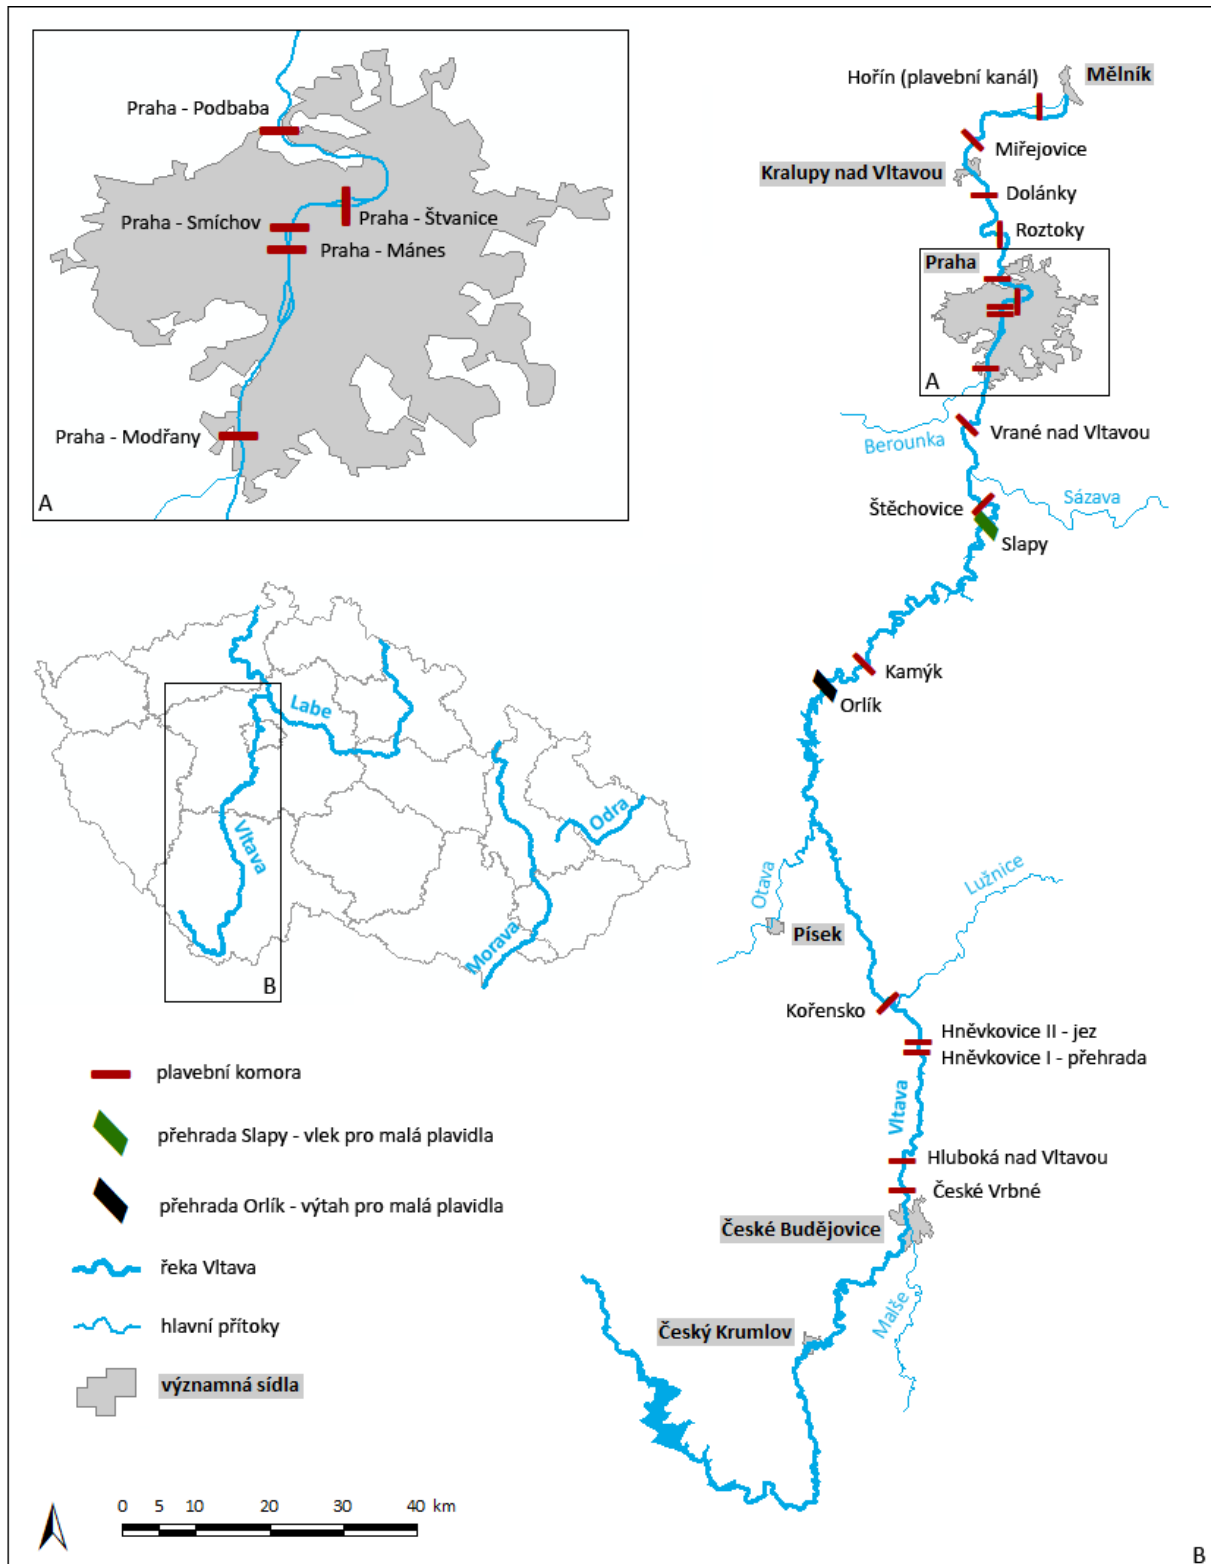 Praha - Podbaba
Praha - Smíchov
Praha - Štvanice
Praha - Mánes
Praha - Modřany
A
Hořín (plavební kanál)
Mělník
Miřejovice
Kralupy nad Vltavou
Dolánky
Roztoky
Praha
A
Berounka
Vrané nad Vltavou
Sázava
Štěchovice
Slapy
Kamýk
Orlík
Otava
Písek
Lužnice
Kořensko
Hněvkovice II - jez
Hněvkovice I - přehrada
Vltava
Hluboká nad Vltavou
České Vrbné
České Budějovice
Malše
Český Krumlov
Labe
Vltava
Odra
Morava
B
plavební komora
přehrada Slapy - vlek pro malá plavidla
přehrada Orlík - výtah pro malá plavidla
řeka Vltava
hlavní přítoky
významná sídla
0 5 10 20 30 40 km
B